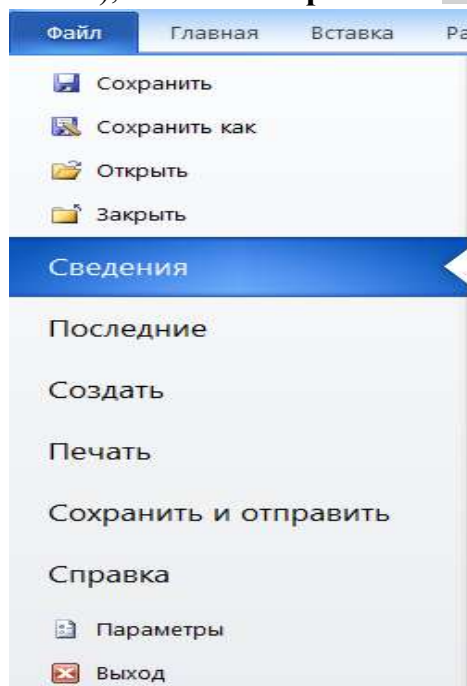 Файл Главная Вставка
Сохранить
Сохранить как
Открыть
Закрыть
Сведения
Последние
Создать
Печать
Сохранить и отправить
Справка
Параметры
Выход